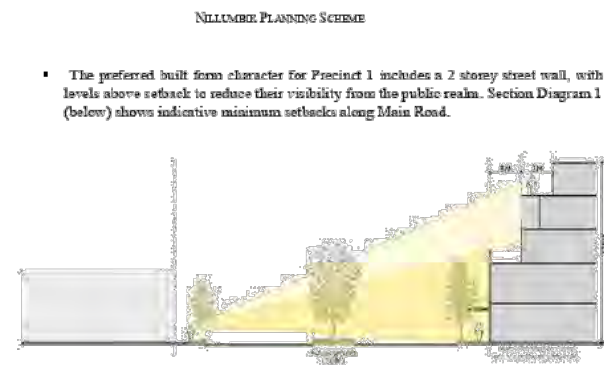 NILLUMBIK PLANNING SCHEME
▪ The preferred built form character for Precinct 1 includes a 2 storey street wall, with
levels above setback to reduce their visibility from the public realm. Section Diagram 1
(below) shows indicative minimum setbacks along Main Road.